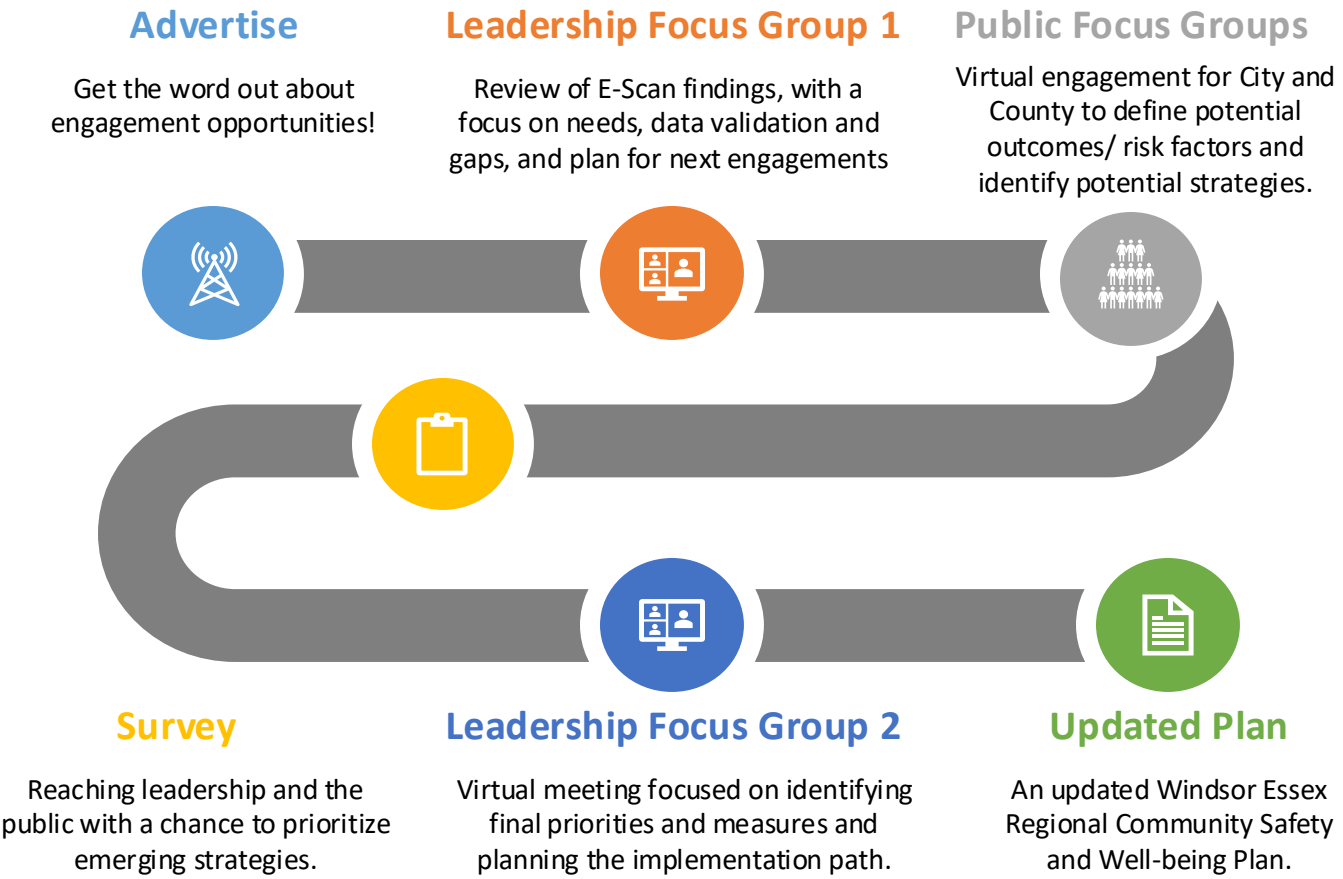 Advertise
Get the word out about
engagement opportunities!
Leadership Focus Group 1
Review of E-Scan findings, with a
focus on needs, data validation and
gaps, and plan for next engagements
Public Focus Groups
Virtual engagement for City and
County to define potential
outcomes/ risk factors and
identify potential strategies.
Survey
Reaching leadership and the
public with a chance to prioritize
emerging strategies.
Leadership Focus Group 2
Virtual meeting focused on identifying
final priorities and measures and
planning the implementation path.
Updated Plan
An updated Windsor Essex
Regional Community Safety
and Well-being Plan.